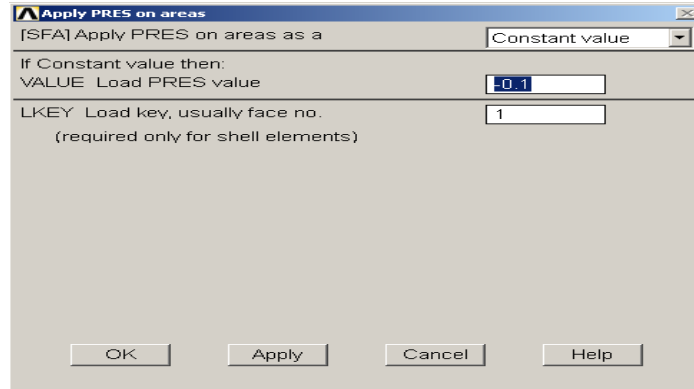 Apply PRES on areas
[SFA] Apply PRES on areas as a Constant value
If Constant value then:
VALUE Load PRES value -0.1
LKEY Load key, usually face no. 1
(required only for shell elements)
OK Apply Cancel Help